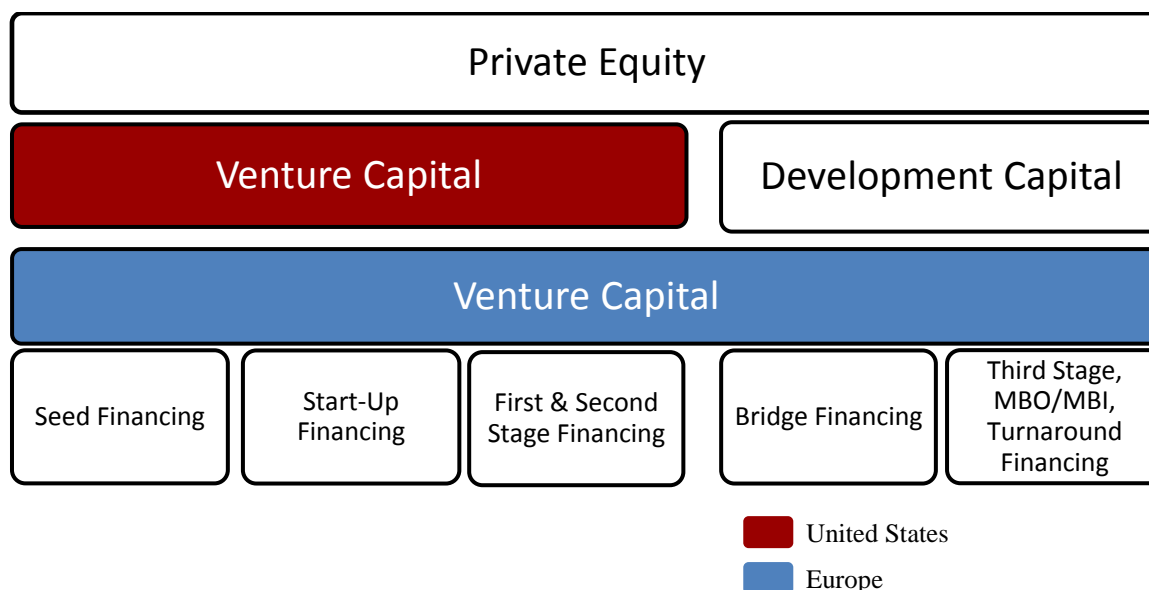 Private Equity
Venture Capital
Development Capital
Venture Capital
Seed Financing
Start-Up
Financing
First & Second
Stage Financing
Bridge Financing
Third Stage,
MBO/MBI,
Turnaround
Financing
United States
Europe